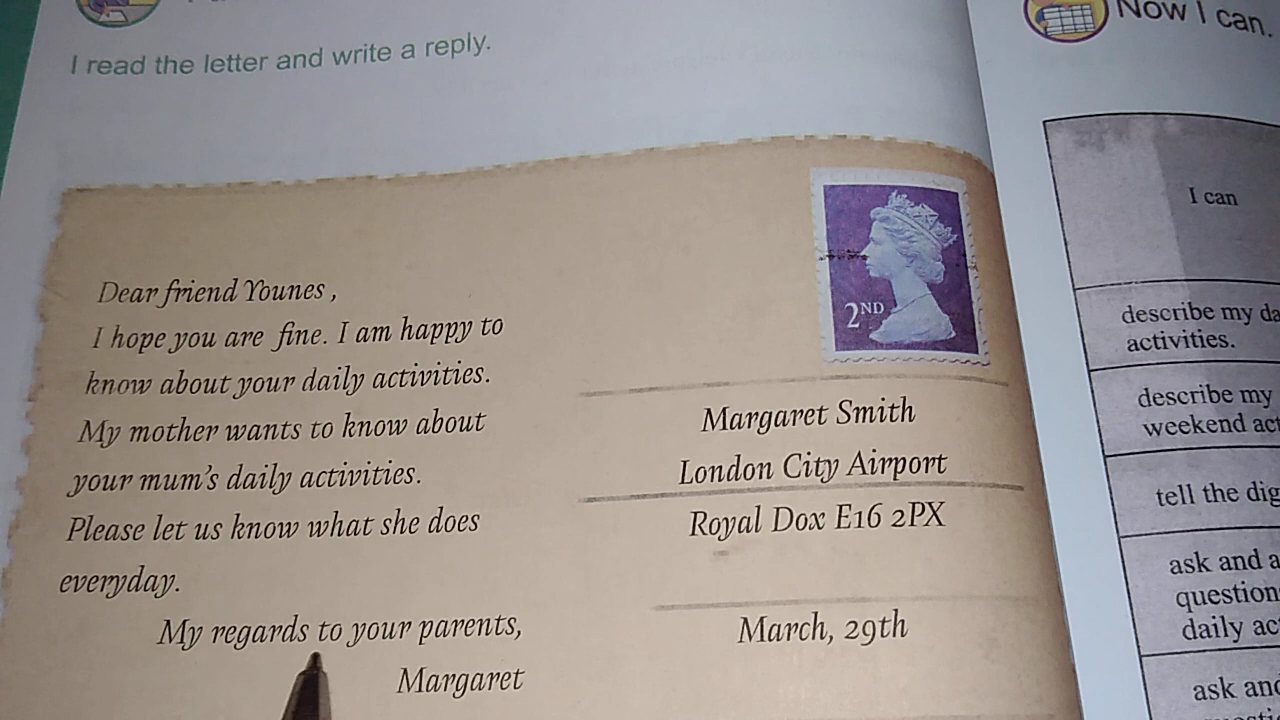 I read the letter and write a reply.
Dear friend Younes ,
I hope you are fine. I am happy to
know about your daily activities.
My mother wants to know about
your mum's daily activities.
Please let us know what she does
everyday.
My regards to your parents,
Margaret
2ND
Margaret Smith
London City Airport
Royal Dox E16 2PX
March, 29th
Now I can.
I can
describe my da
activities.
describe my
weekend act
tell the dig
ask and a
question
daily ac
ask and